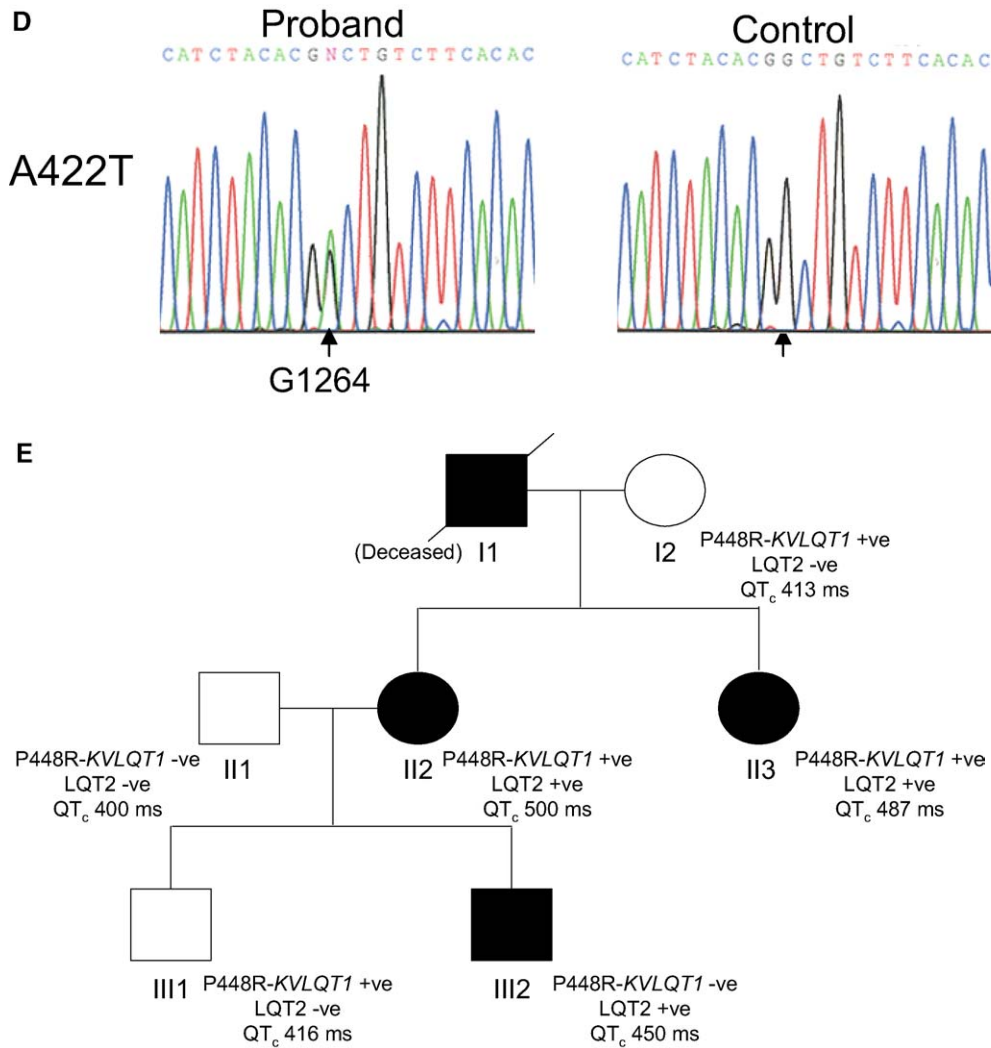 D
Proband
Control
C A T C T A C A C G N C T G T C T T C A C A C
C A T C T A C A C G G C T G T C T T C A C A C
A422T
G1264
E
(Deceased)
I1
I2
P448R-KVLQT1 +ve
LQT2 -ve
QTc 413 ms
II1
P448R-KVLQT1 -ve
LQT2 -ve
QTc 400 ms
II2
P448R-KVLQT1 +ve
LQT2 +ve
QTc 500 ms
II3
P448R-KVLQT1 +ve
LQT2 +ve
QTc 487 ms
III1
P448R-KVLQT1 +ve
LQT2 -ve
QTc 416 ms
III2
P448R-KVLQT1 -ve
LQT2 +ve
QTc 450 ms